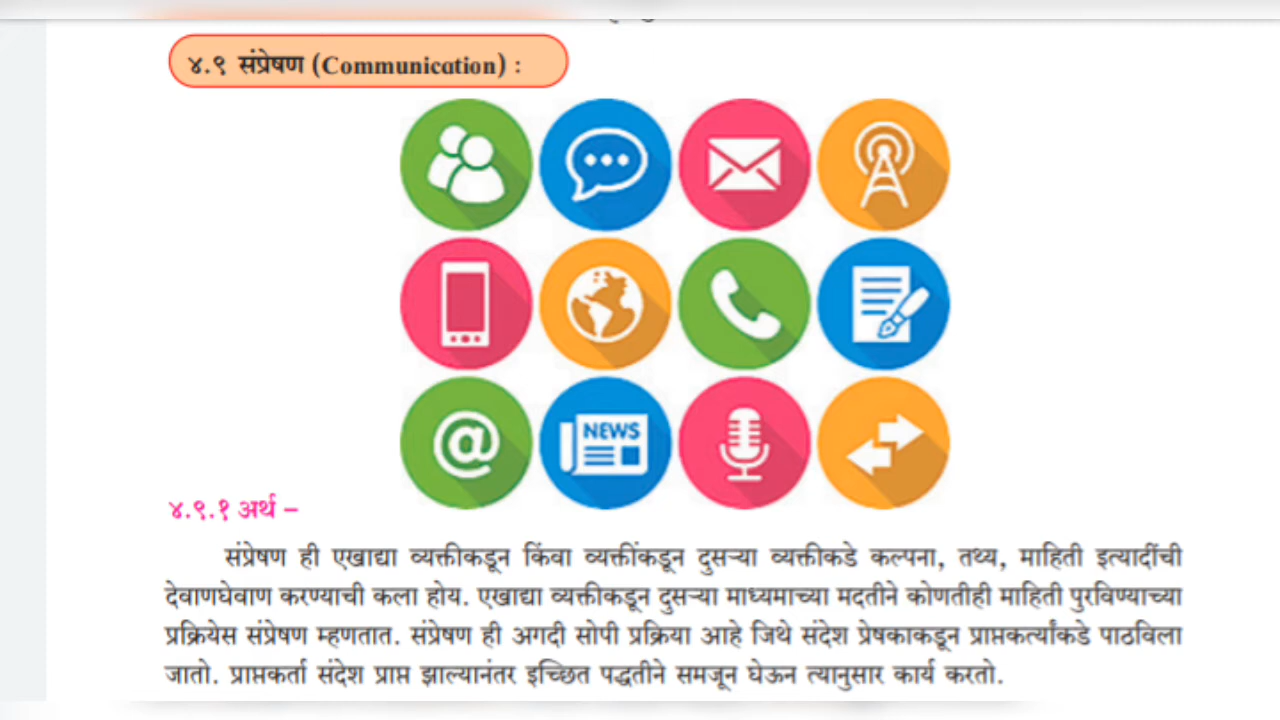 ४.९ संप्रेषण (Communication) :
@
NEWS
४.९.१ अर्थ –
संप्रेषण ही एखाद्या व्यक्तीकडून किंवा व्यक्तींकडून दुसऱ्या व्यक्तीकडे कल्पना, तथ्य, माहिती इत्यादींची
देवाणघेवाण करण्याची कला होय. एखाद्या व्यक्तीकडून दुसऱ्या माध्यमाच्या मदतीने कोणतीही माहिती पुरविण्याच्या
प्रक्रियेस संप्रेषण म्हणतात. संप्रेषण ही अगदी सोपी प्रक्रिया आहे जिथे संदेश प्रेषकाकडून प्राप्तकर्त्यांकडे पाठविला
जातो. प्राप्तकर्ता संदेश प्राप्त झाल्यानंतर इच्छित पद्धतीने समजून घेऊन त्यानुसार कार्य करतो.